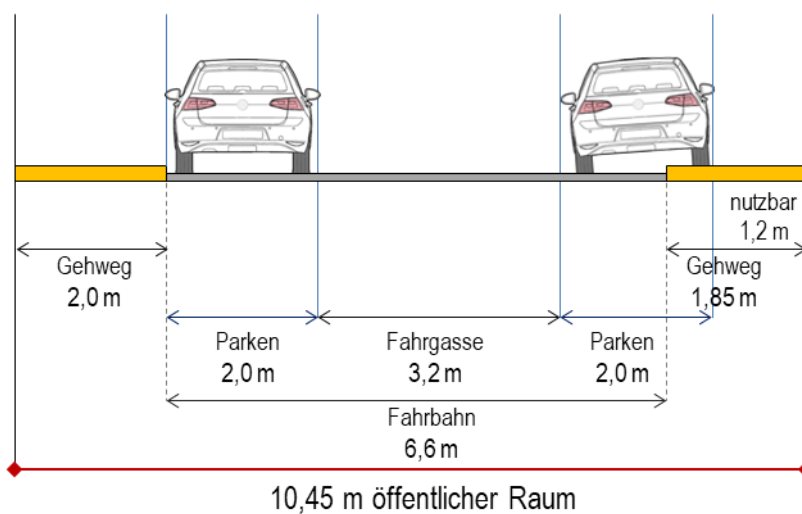 nutzbar
1,2 m
Gehweg
2,0 m
Gehweg
1,85 m
Parken
2,0 m
Fahrgasse
3,2 m
Parken
2,0 m
Fahrbahn
6,6 m
10,45 m öffentlicher Raum